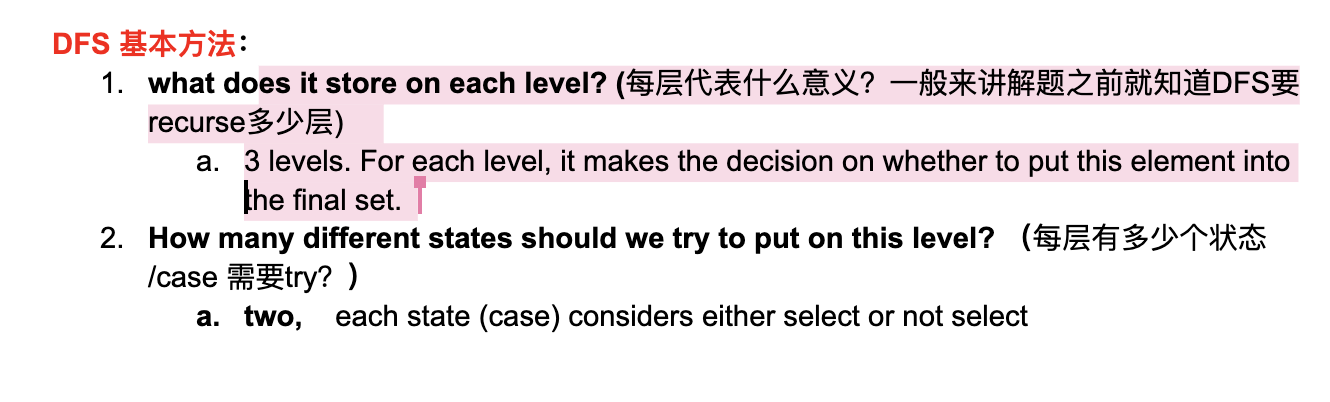 DFS 基本方法：
1. what does it store on each level? (每层代表什么意义？一般来讲解题之前就知道DFS要
recurse多少层)
a. 3 levels. For each level, it makes the decision on whether to put this element into
the final set.
2. How many different states should we try to put on this level? （每层有多少个状态
/case 需要try？）
a. two, each state (case) considers either select or not select